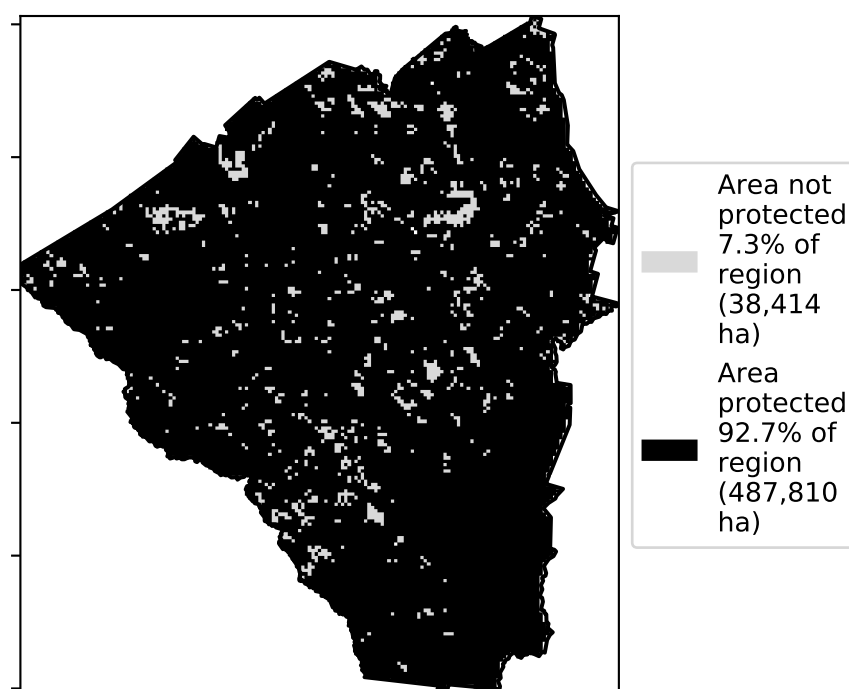 Area not
protected
7.3% of
region
(38,414
ha)
Area
protected
92.7% of
region
(487,810
ha)